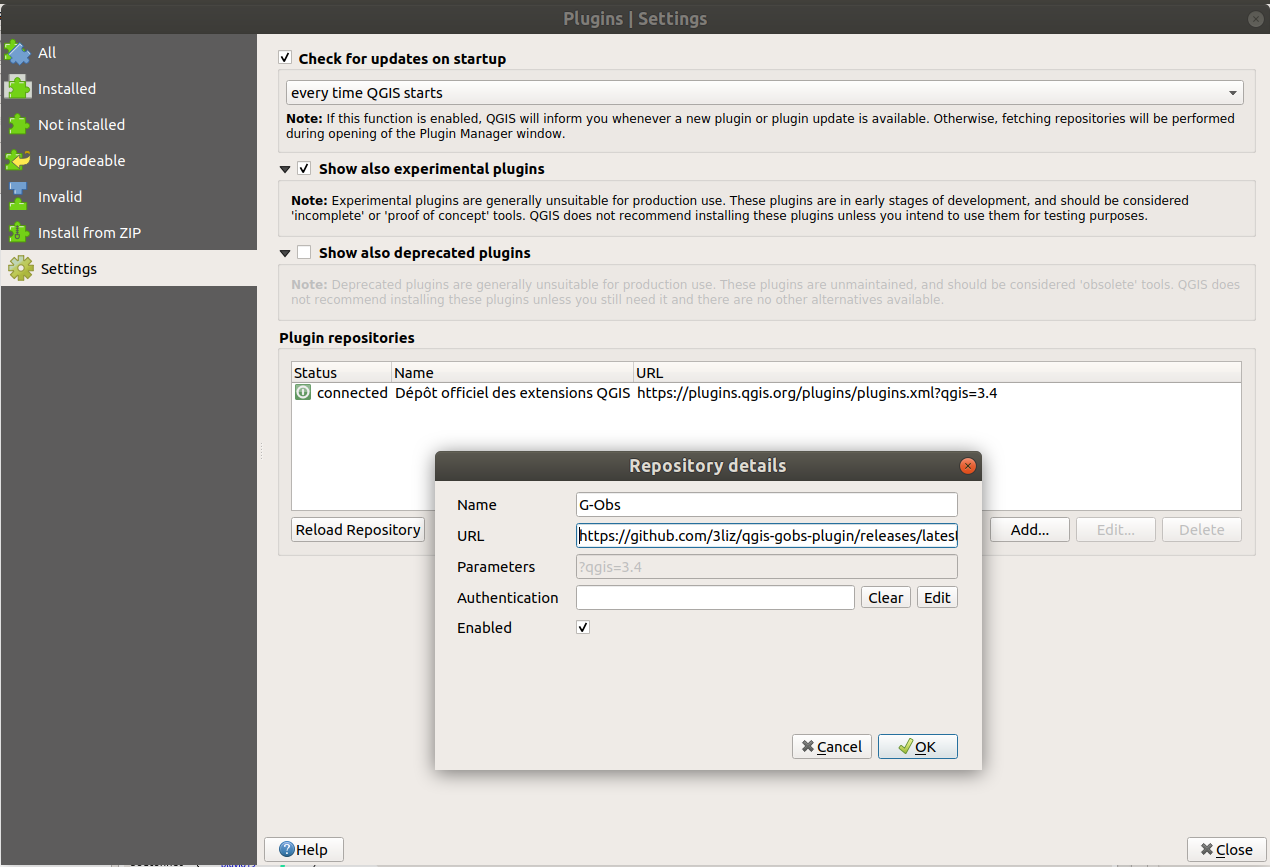 Plugins | Settings
All
Installed
Not installed
Upgradeable
Invalid
Install from ZIP
Settings
Check for updates on startup
every time QGIS starts
Note: If this function is enabled, QGIS will inform you whenever a new plugin or plugin update is available. Otherwise, fetching repositories will be performed
during opening of the Plugin Manager window.
Show also experimental plugins
Note: Experimental plugins are generally unsuitable for production use. These plugins are in early stages of development, and should be considered
'incomplete' or 'proof of concept' tools. QGIS does not recommend installing these plugins unless you intend to use them for testing purposes.
Show also deprecated plugins
Note: Deprecated plugins are generally unsuitable for production use. These plugins are unmaintained, and should be considered 'obsolete' tools. QGIS does
not recommend installing these plugins unless you still need it and there are no other alternatives available.
Plugin repositories
Status Name URL
connected Dépôt officiel des extensions QGIS https://plugins.qgis.org/plugins/plugins.xml?qgis=3.4
Reload Repository Add... Edit... Delete
Repository details
Name G-Obs
URL https://github.com/3liz/qgis-gobs-plugin/releases/latest
Parameters ?qgis=3.4
Authentication Clear Edit
Enabled
Cancel OK
Help Close